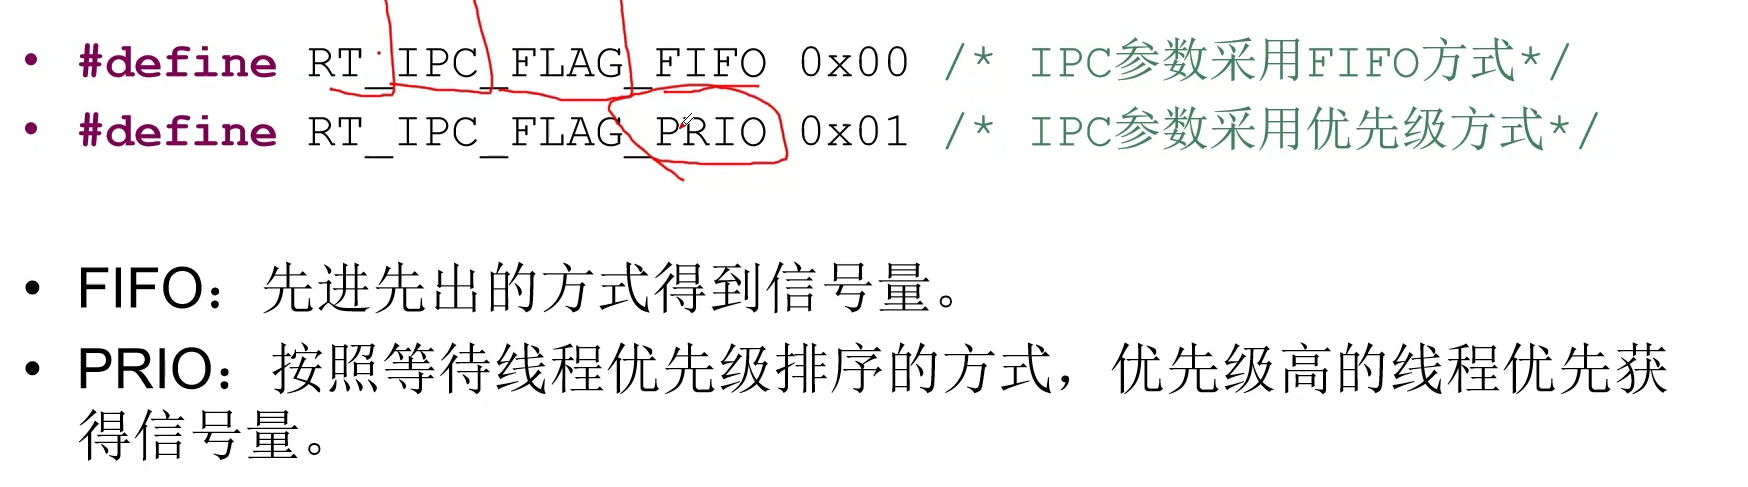 • #define RT_IPC_FLAG_FIFO 0x00 /* IPC参数采用FIFO方式*/
• #define RT_IPC_FLAG_PRIO 0x01 /* IPC参数采用优先级方式*/
• FIFO：先进先出的方式得到信号量。
• PRIO：按照等待线程优先级排序的方式，优先级高的线程优先获
得信号量。